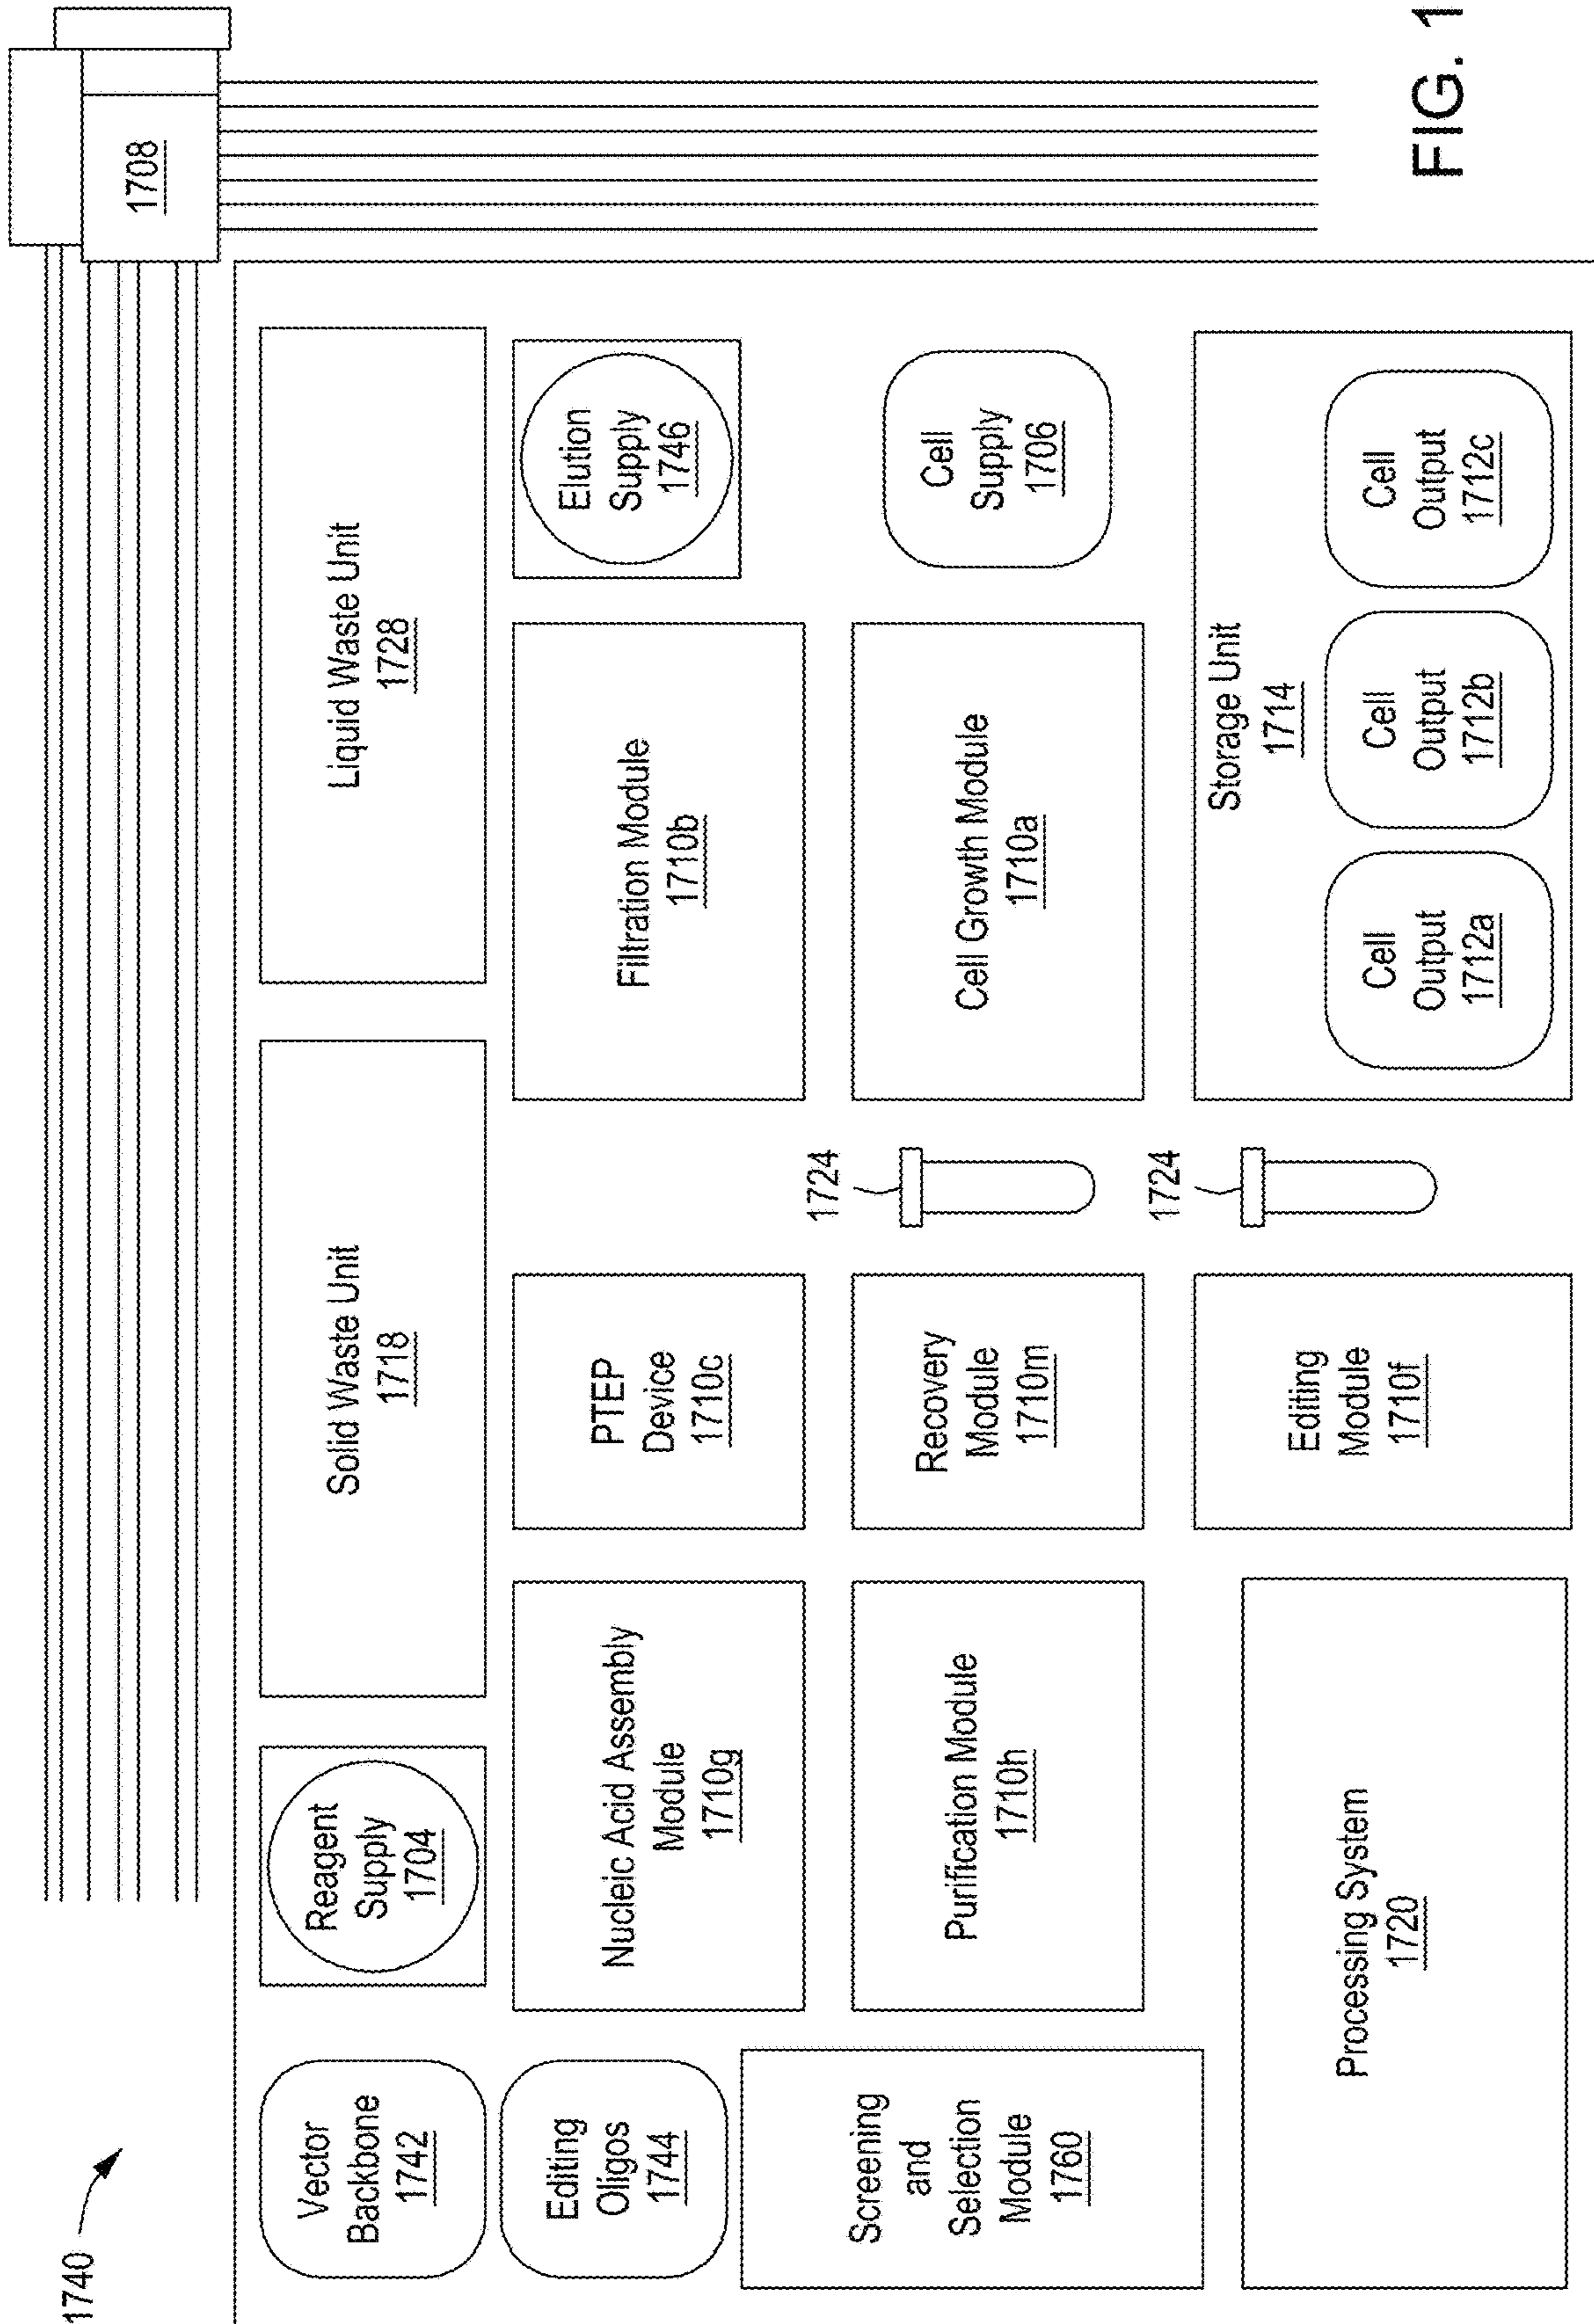 1740
1708
Vector
Backbone
1742
Reagent
Supply
1704
Solid Waste Unit
1718
Liquid Waste Unit
1728
Editing
Oligos
1744
Nucleic Acid Assembly
Module
1710g
PTEP
Device
1710c
Filtration Module
1710b
Elution
Supply
1746
Screening
and
Selection
Module
1760
Purification Module
1710h
Recovery
Module
1710m
1724
Cell Growth Module
1710a
Cell
Supply
1706
Processing System
1720
Editing
Module
1710f
1724
Storage Unit
1714
Cell
Output
1712a
Cell
Output
1712b
Cell
Output
1712c
FIG. 1